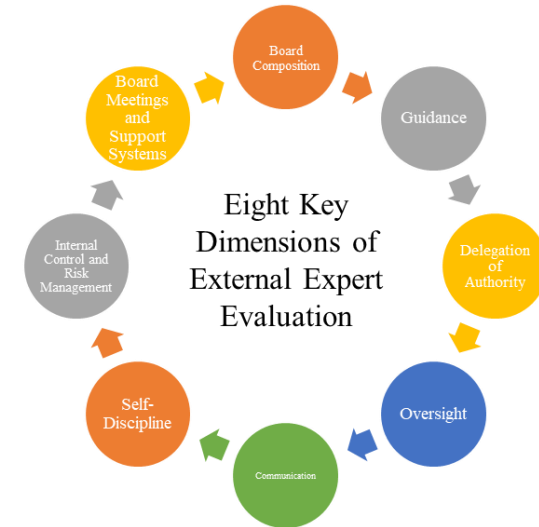 Board
Composition
Guidance
Delegation
of
Authority
Oversight
Communication
Self-
Discipline
Internal
Control and
Risk
Management
Board
Meetings
and
Support
Systems
Eight Key
Dimensions of
External Expert
Evaluation